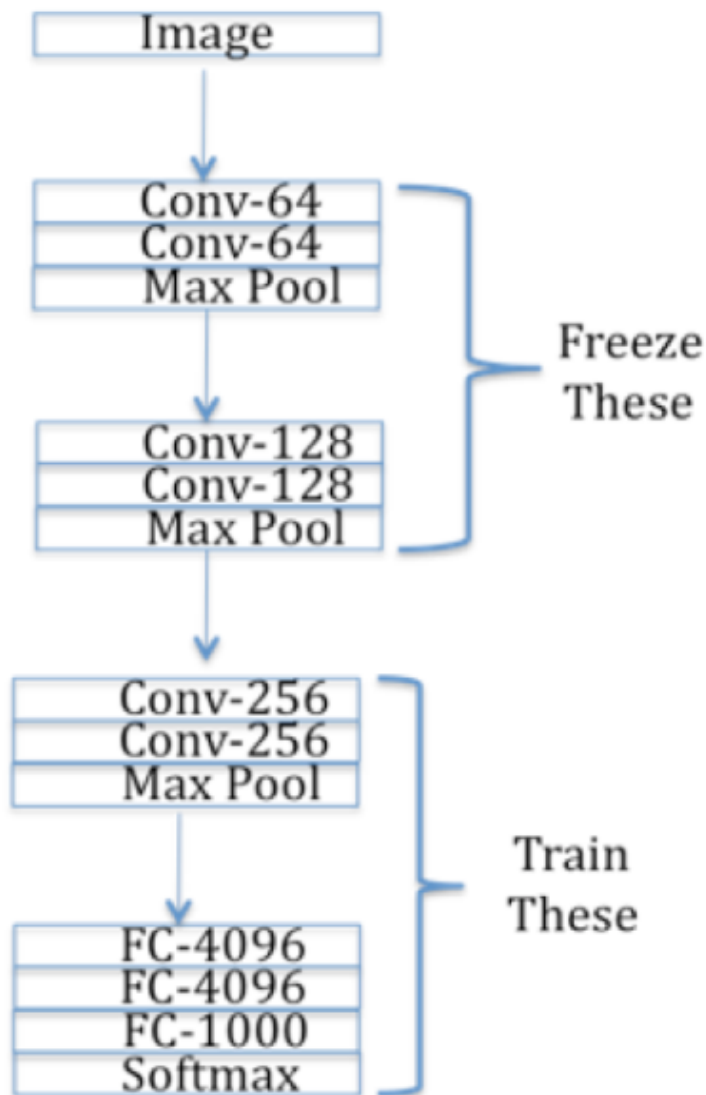 Image
Conv-64
Conv-64
Max Pool
Freeze
These
Conv-128
Conv-128
Max Pool
Conv-256
Conv-256
Max Pool
Train
These
FC-4096
FC-4096
FC-1000
Softmax